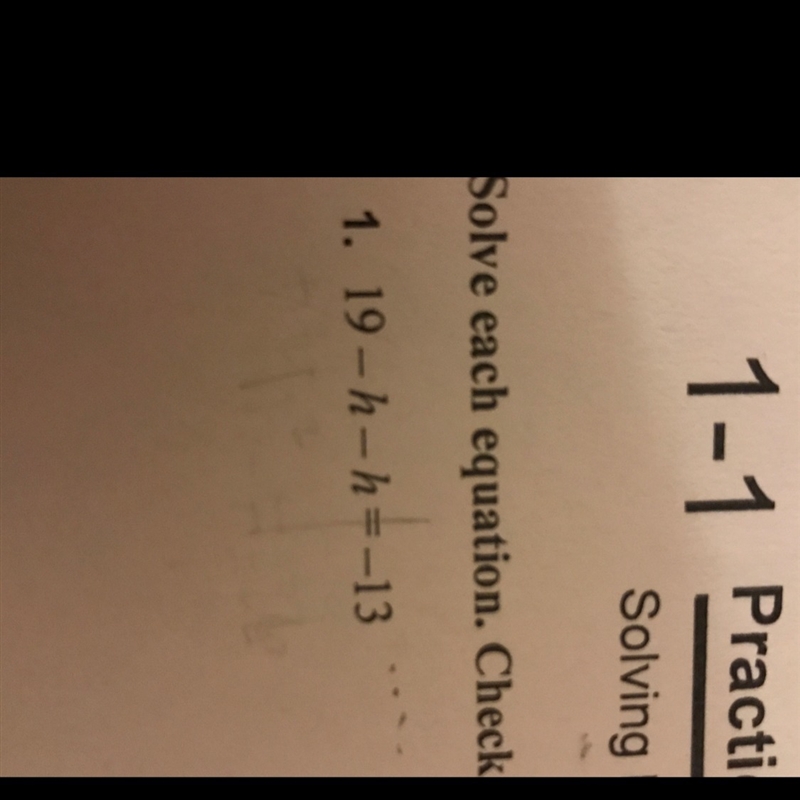 1-1 Practi
Solving
Solve each equation. Check
1. 19 – h – h = –13